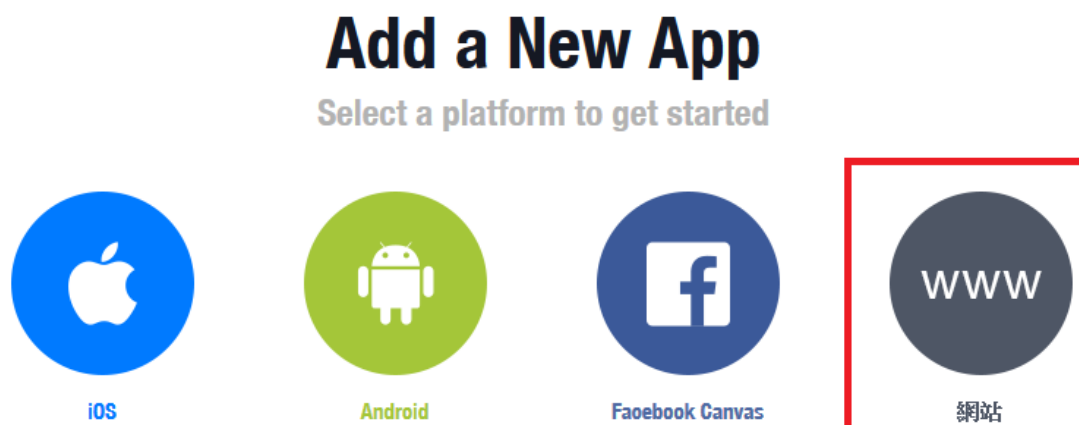 Add a New App
Select a platform to get started
www
iOS
Android
Faoebook Canvas
網站